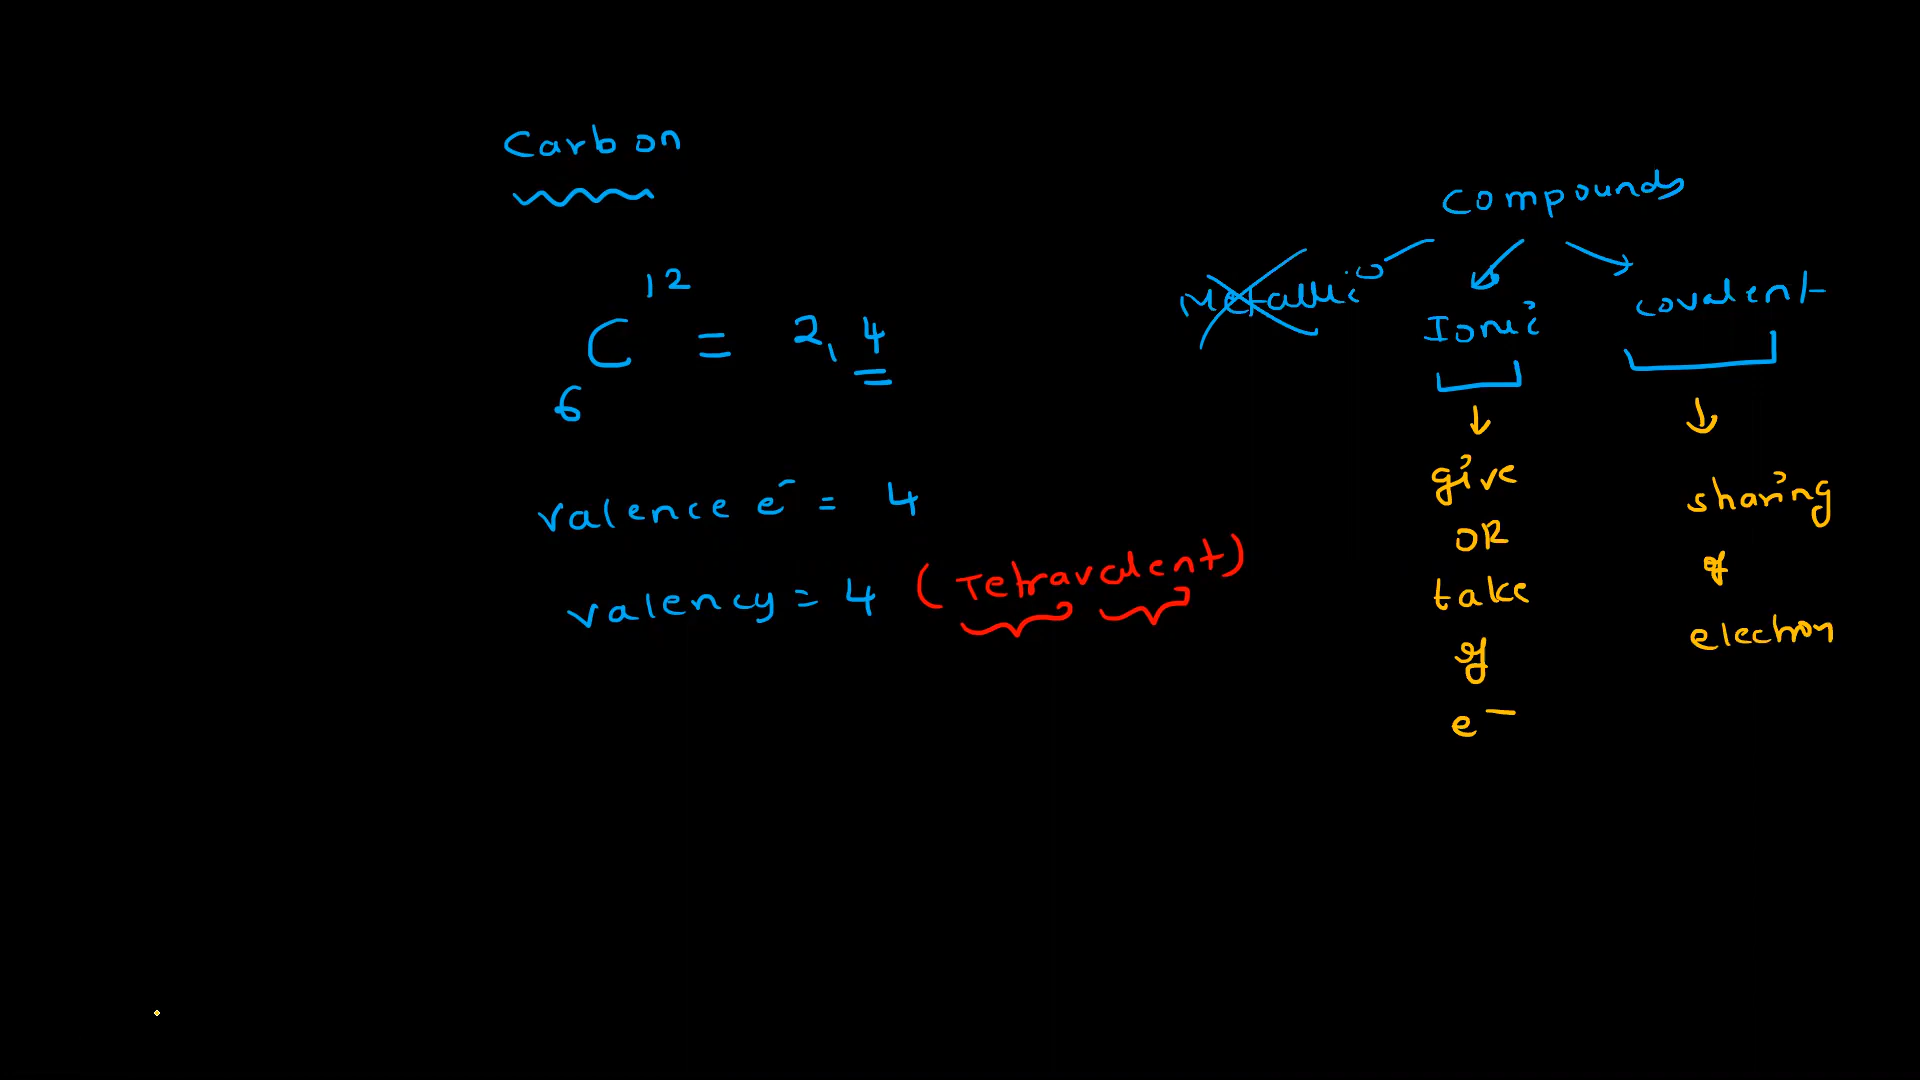 Carbon
12
C = 2, 4
6
valence e⁻ = 4
valency = 4 (Tetravalent)
Compounds
Metallic
Ionic
covalent
give
OR
take
of
e⁻
sharing
of
electron